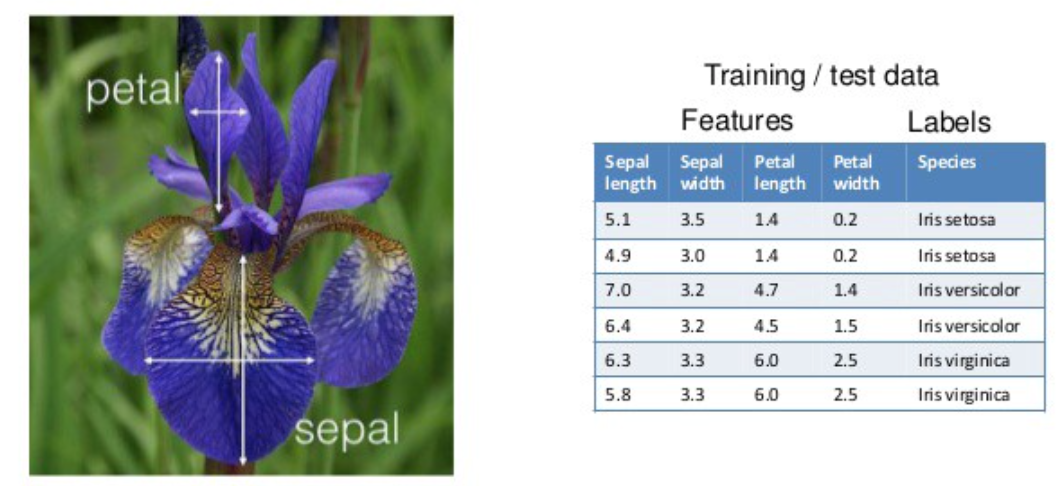 petal
sepal
Training / test data
Features Labels
Sepal length Sepal width Petal length Petal width Species
5.1 3.5 1.4 0.2 Iris setosa
4.9 3.0 1.4 0.2 Iris setosa
7.0 3.2 4.7 1.4 Iris versicolor
6.4 3.2 4.5 1.5 Iris versicolor
6.3 3.3 6.0 2.5 Iris virginica
5.8 3.3 6.0 2.5 Iris virginica